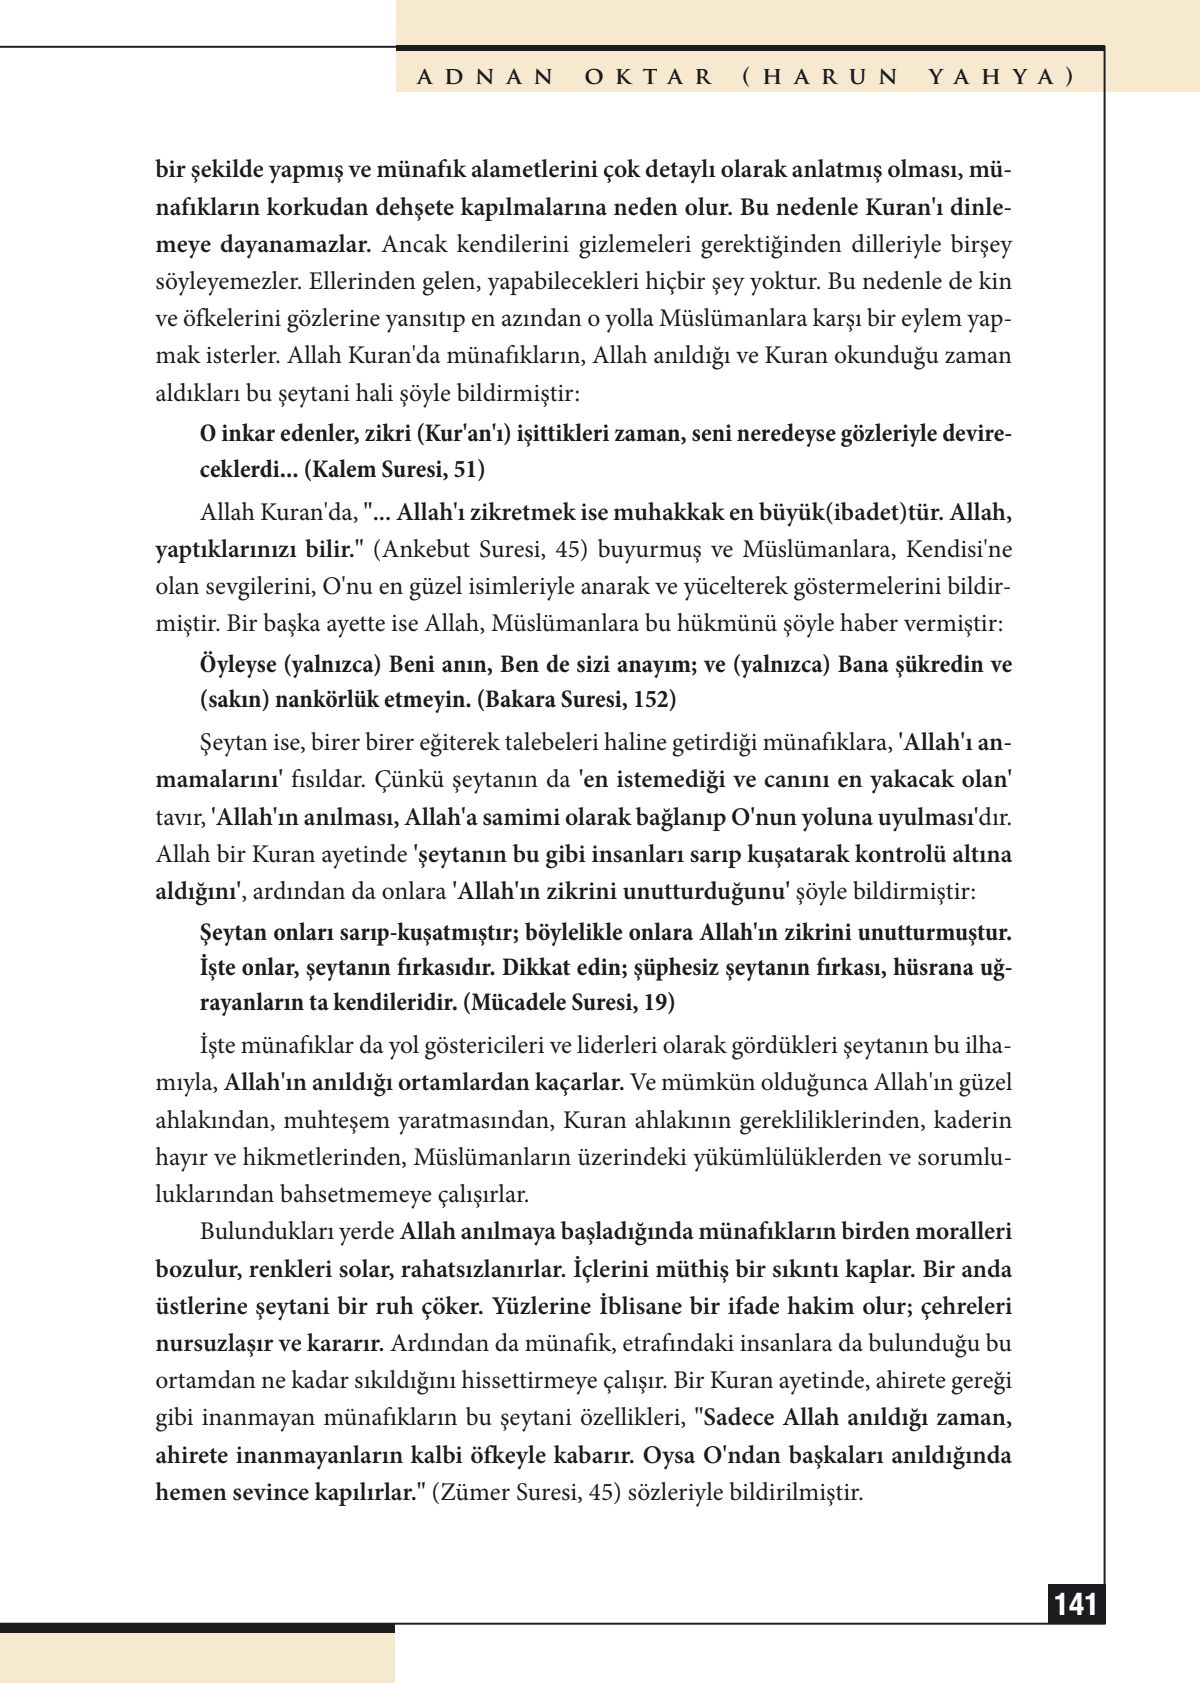 ADNAN OKTAR (HARUN YAHYA)
bir şekilde yapmış ve münafık alametlerini çok detaylı olarak anlatmış olması, mü-
nafıkların korkudan dehşete kapılmalarına neden olur. Bu nedenle Kuran'ı dinle-
meye dayanamazlar. Ancak kendilerini gizlemeleri gerektiğinden dilleriyle birşey
söyleyemezler. Ellerinden gelen, yapabilecekleri hiçbir şey yoktur. Bu nedenle de kin
ve öfkelerini gözlerine yansıtıp en azından o yolla Müslümanlara karşı bir eylem yap-
mak isterler. Allah Kuran'da münafıkların, Allah anıldığı ve Kuran okunduğu zaman
aldıkları bu şeytani hali şöyle bildirmiştir:
O inkar edenler, zikri (Kur'an'ı) işittikleri zaman, seni neredeyse gözleriyle devire-
ceklerdi... (Kalem Suresi, 51)
Allah Kuran'da, "... Allah'ı zikretmek ise muhakkak en büyük(ibadet)tür. Allah,
yaptıklarınızı bilir." (Ankebut Suresi, 45) buyurmuş ve Müslümanlara, Kendisi'ne
olan sevgilerini, O'nu en güzel isimleriyle anarak ve yücelterek göstermelerini bildir-
miştir. Bir başka ayette ise Allah, Müslümanlara bu hükmünü şöyle haber vermiştir:
Öyleyse (yalnızca) Beni anın, Ben de sizi anayım; ve (yalnızca) Bana şükredin ve
(sakın) nankörlük etmeyin. (Bakara Suresi, 152)
Şeytan ise, birer birer eğiterek talebeleri haline getirdiği münafıklara, 'Allah'ı an-
mamalarını' fısıldar. Çünkü şeytanın da 'en istemediği ve canını en yakacak olan'
tavır, 'Allah'ın anılması, Allah'a samimi olarak bağlanıp O'nun yoluna uyulması'dır.
Allah bir Kuran ayetinde 'şeytanın bu gibi insanları sarıp kuşatarak kontrolü altına
aldığını', ardından da onlara 'Allah'ın zikrini unutturduğunu' şöyle bildirmiştir:
Şeytan onları sarıp-kuşatmıştır; böylelikle onlara Allah'ın zikrini unutturmuştur.
İşte onlar, şeytanın fırkasıdır. Dikkat edin; şüphesiz şeytanın fırkası, hüsrana uğ-
rayanların ta kendileridir. (Mücadele Suresi, 19)
İşte münafıklar da yol göstericileri ve liderleri olarak gördükleri şeytanın bu ilha-
mıyla, Allah'ın anıldığı ortamlardan kaçarlar. Ve mümkün olduğunca Allah'ın güzel
ahlakından, muhteşem yaratmasından, Kuran ahlakının gerekliliklerinden, kaderin
hayır ve hikmetlerinden, Müslümanların üzerindeki yükümlülüklerden ve sorumlu-
luklarından bahsetmemeye çalışırlar.
Bulundukları yerde Allah anılmaya başladığında münafıkların birden moralleri
bozulur, renkleri solar, rahatsızlanırlar. İçlerini müthiş bir sıkıntı kaplar. Bir anda
üstlerine şeytani bir ruh çöker. Yüzlerine İblisane bir ifade hakim olur; çehreleri
nursuzlaşır ve kararır. Ardından da münafık, etrafındaki insanlara da bulunduğu bu
ortamdan ne kadar sıkıldığını hissettirmeye çalışır. Bir Kuran ayetinde, ahirete gereği
gibi inanmayan münafıkların bu şeytani özellikleri, "Sadece Allah anıldığı zaman,
ahirete inanmayanların kalbi öfkeyle kabarır. Oysa O'ndan başkaları anıldığında
hemen sevince kapılırlar." (Zümer Suresi, 45) sözleriyle bildirilmiştir.
141